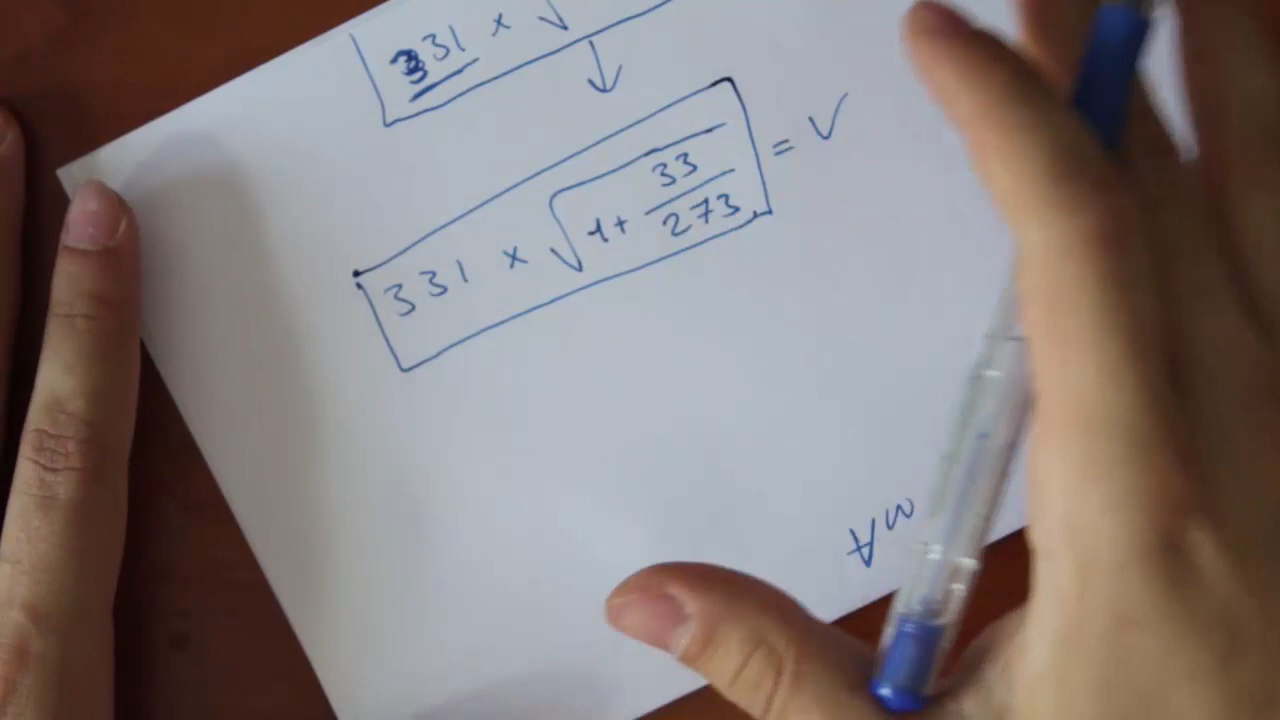 331 × √
↓
331 × √(1 + 33/273) = V